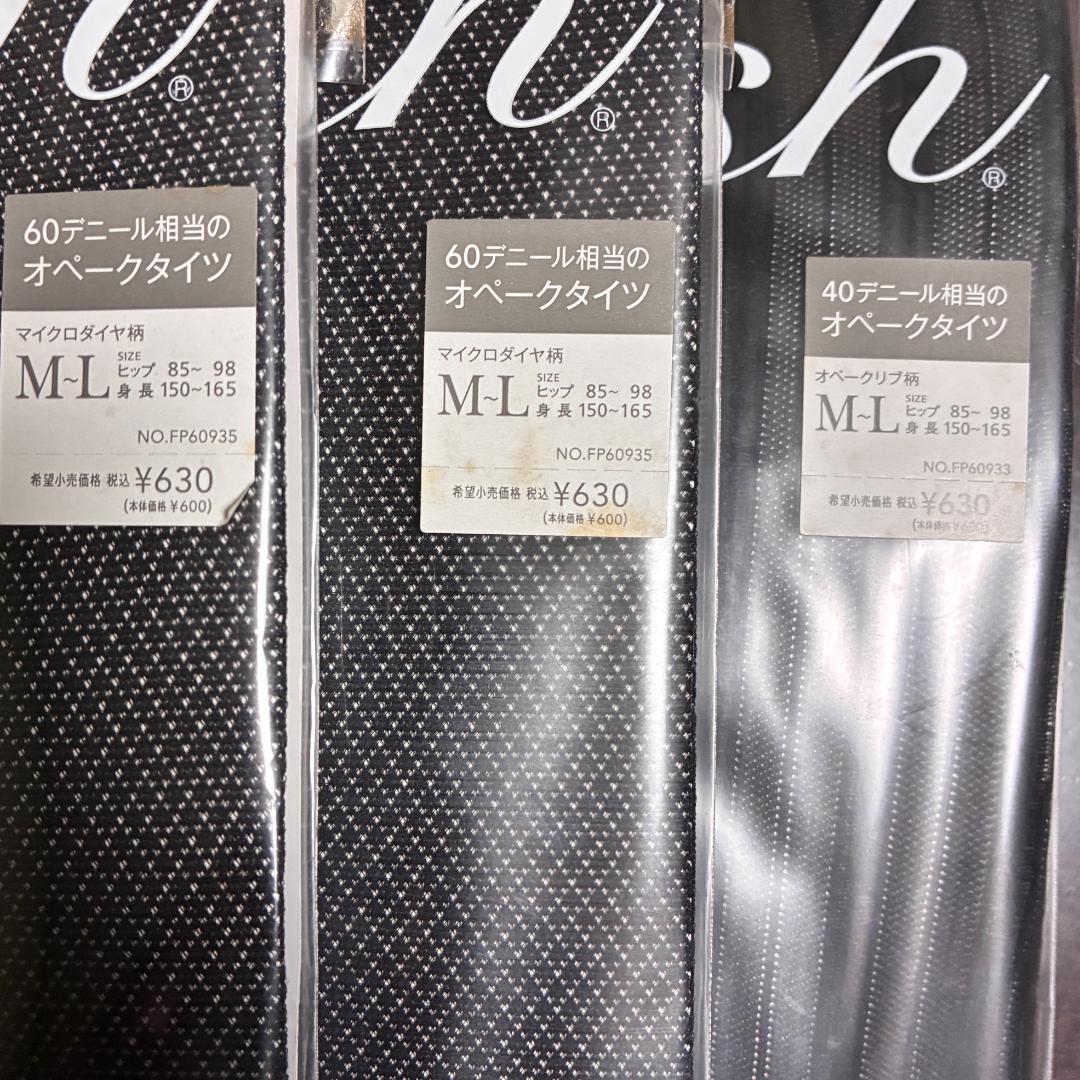 h®
60デニール相当の
オペークタイツ
マイクロダイヤ柄
M~L
SIZE
ヒップ 85~ 98
身長 150~165
NO.FP60935
希望小売価格 税込 ¥630
(本体価格 ¥600)
h®
60デニール相当の
オペークタイツ
マイクロダイヤ柄
M~L
SIZE
ヒップ 85~ 98
身長 150~165
NO.FP60935
希望小売価格 税込 ¥630
(本体価格 ¥600)
sh®
40デニール相当の
オペークタイツ
オペークリブ柄
M~L
SIZE
ヒップ 85~ 98
身長 150~165
NO.FP60933
希望小売価格 税込 ¥630
(本体価格 ¥600)